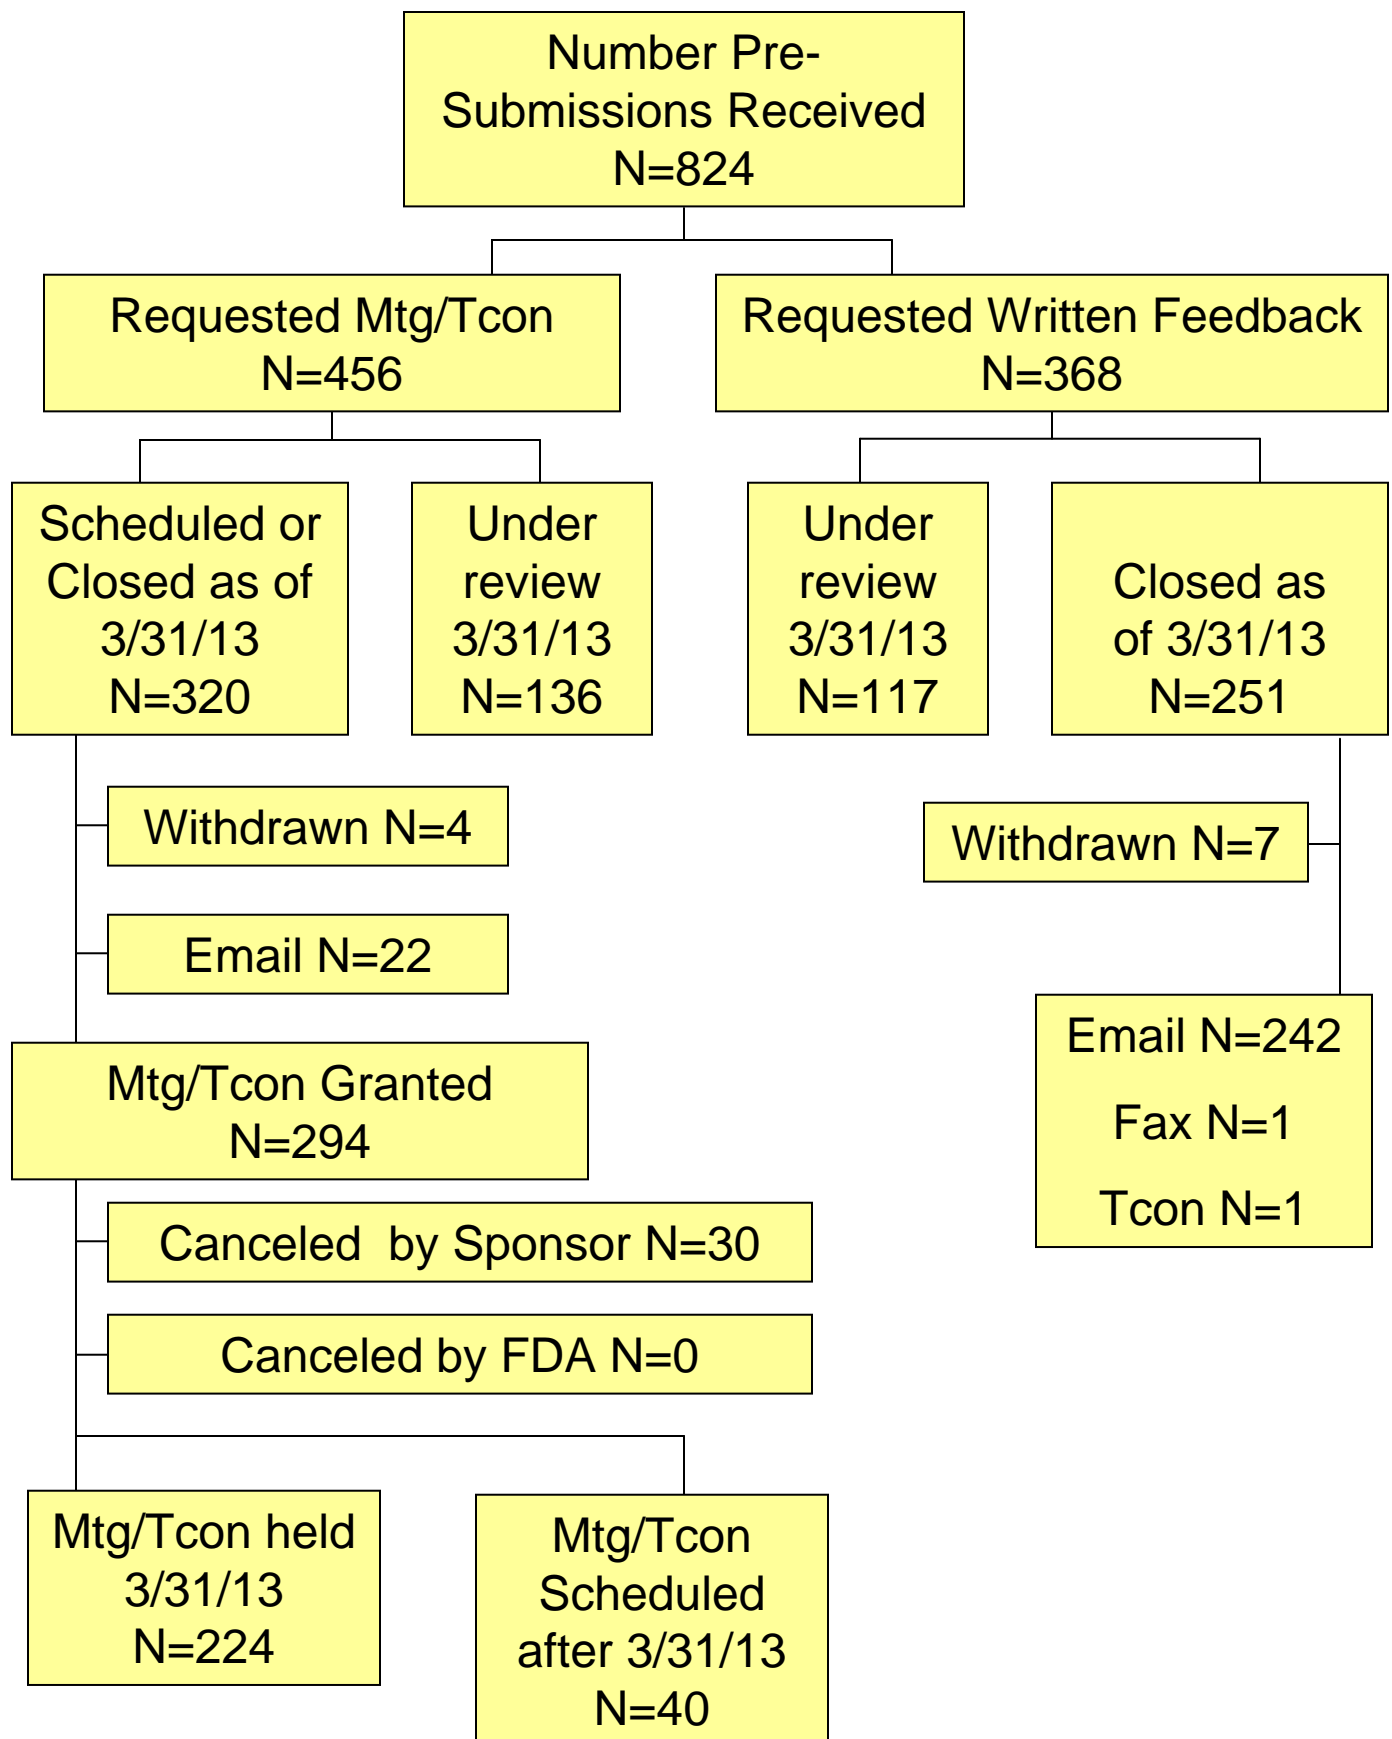 Number Pre-
Submissions Received
N=824
Requested Mtg/Tcon
N=456
Requested Written Feedback
N=368
Scheduled or
Closed as of
3/31/13
N=320
Under
review
3/31/13
N=136
Under
review
3/31/13
N=117
Closed as
of 3/31/13
N=251
Withdrawn N=4
Withdrawn N=7
Email N=22
Mtg/Tcon Granted
N=294
Email N=242
Fax N=1
Tcon N=1
Canceled  by Sponsor N=30
Canceled by FDA N=0
Mtg/Tcon held
3/31/13
N=224
Mtg/Tcon
Scheduled
after 3/31/13
N=40